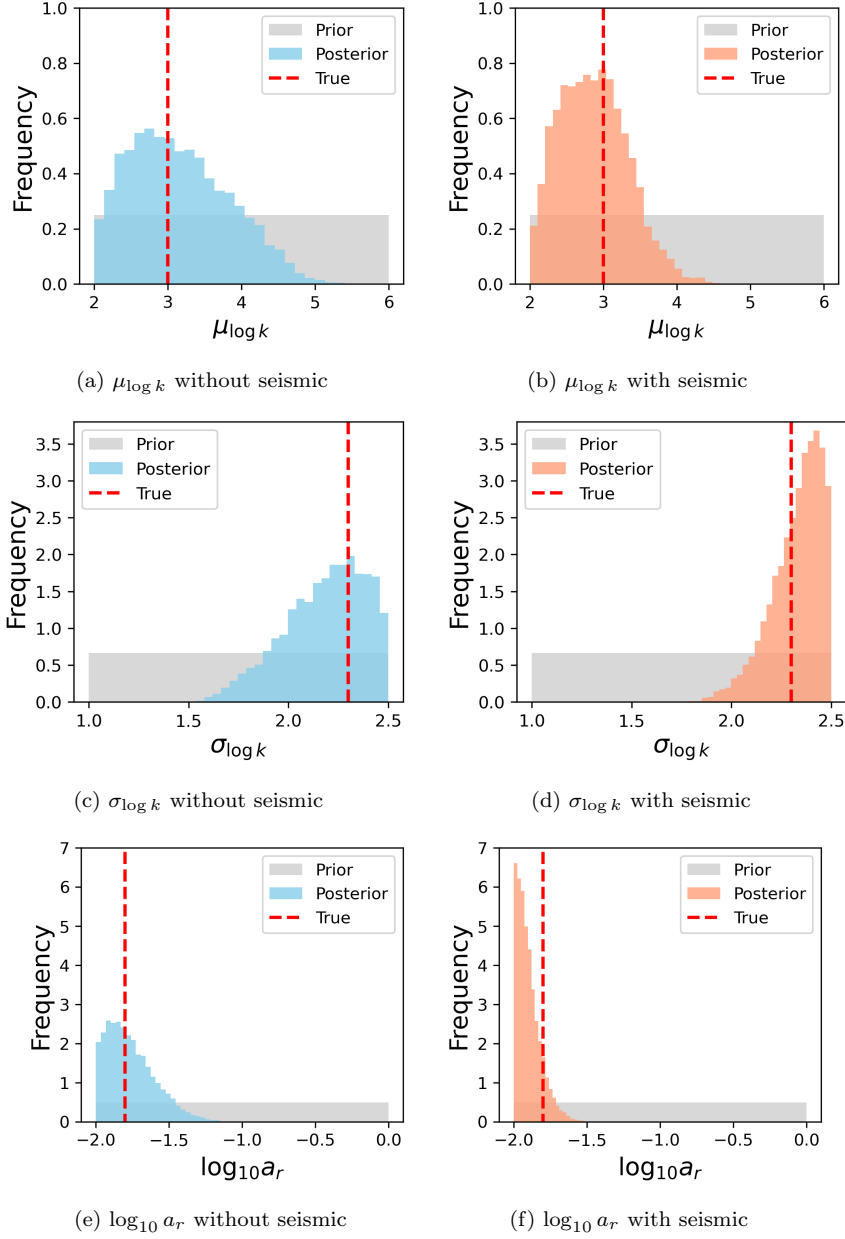 1.0
0.8
0.6
0.4
0.2
0.0
Frequency
Prior
Posterior
True
2 3 4 5 6
μlog k
(a) μlog k without seismic
1.0
0.8
0.6
0.4
0.2
0.0
Frequency
Prior
Posterior
True
2 3 4 5 6
μlog k
(b) μlog k with seismic
3.5
3.0
2.5
2.0
1.5
1.0
0.5
0.0
Frequency
Prior
Posterior
True
1.0 1.5 2.0 2.5
σlog k
(c) σlog k without seismic
3.5
3.0
2.5
2.0
1.5
1.0
0.5
0.0
Frequency
Prior
Posterior
True
1.0 1.5 2.0 2.5
σlog k
(d) σlog k with seismic
7
6
5
4
3
2
1
0
Frequency
Prior
Posterior
True
−2.0 −1.5 −1.0 −0.5 0.0
log10 ar
(e) log10 ar without seismic
7
6
5
4
3
2
1
0
Frequency
Prior
Posterior
True
−2.0 −1.5 −1.0 −0.5 0.0
log10 ar
(f) log10 ar with seismic